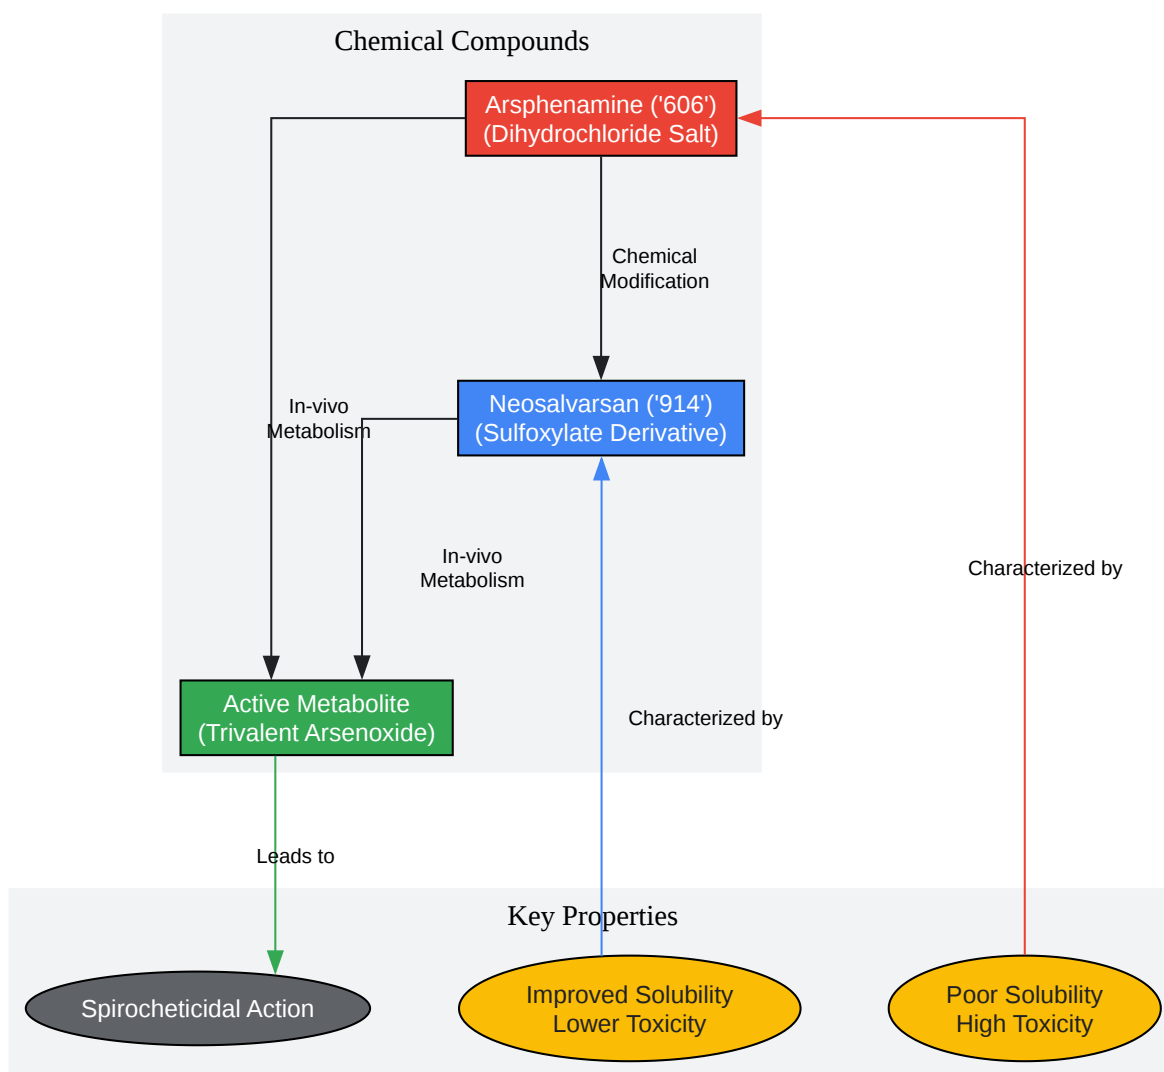 Chemical Compounds
Arsphenamine ('606')
(Dihydrochloride Salt)
Chemical
Modification
In-vivo
Metabolism
Neosalvarsan ('914')
(Sulfoxylate Derivative)
In-vivo
Metabolism
Characterized by
Active Metabolite
(Trivalent Arsenoxide)
Characterized by
Leads to
Key Properties
Spirocheticidal Action
Improved Solubility
Lower Toxicity
Poor Solubility
High Toxicity